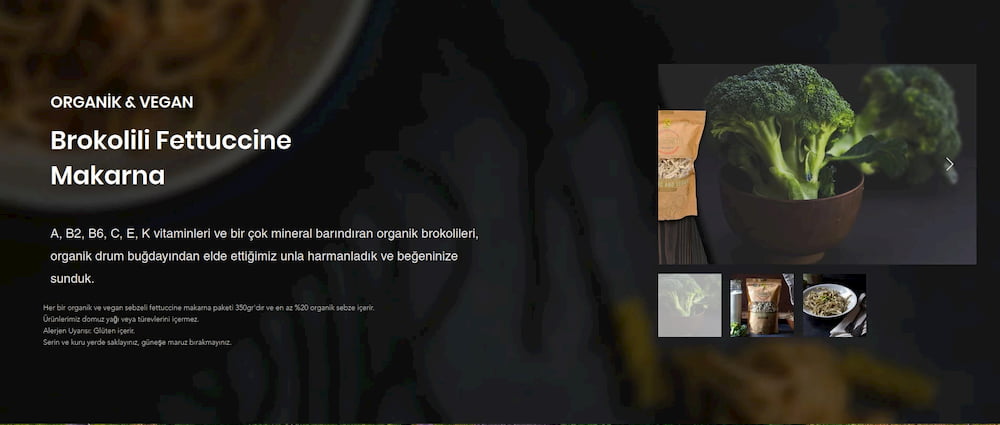 ORGANİK & VEGAN
Brokolili Fettuccine
Makarna
A, B2, B6, C, E, K vitaminleri ve bir çok mineral barındıran organik brokolileri,
organik drum buğdayından elde ettiğimiz unla harmanladık ve beğeninize
sunduk.
Her bir organik ve vegan sebzeli fettuccine makarna paketi 350gr'dır ve en az %20 organik sebze içerir.
Ürünlerimiz domuz yağı veya türevlerini içermez.
Alerjen Uyarısı: Glüten içerir.
Serin ve kuru yerde saklayınız, güneşe maruz bırakmayınız.